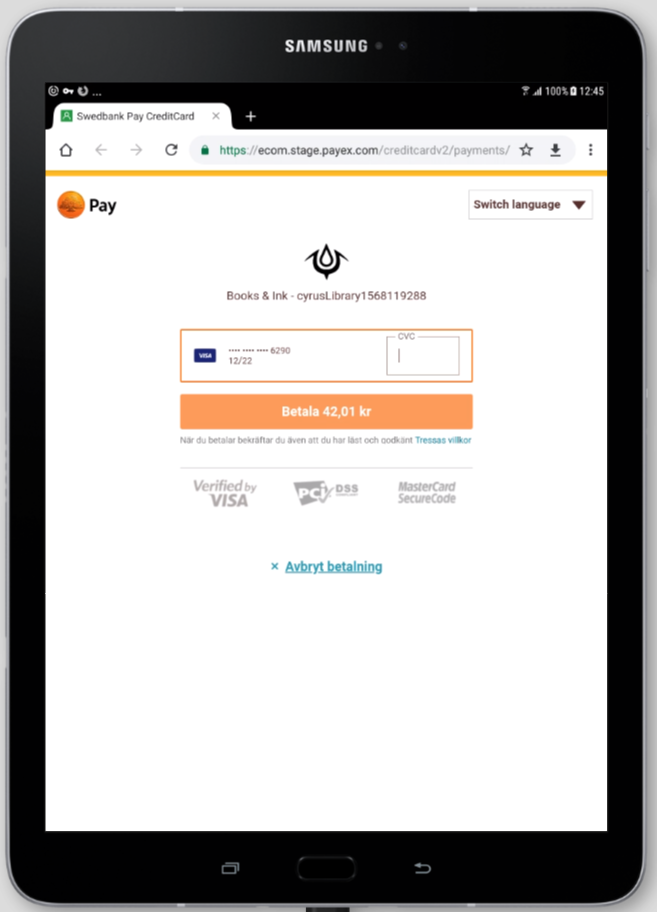 SAMSUNG
... 100% 12:45
Swedbank Pay CreditCard × +
https://ecom.stage.payex.com/creditcardv2/payments/
Pay
Switch language
Books & Ink - cyrusLibrary1568119288
CVC
VISA •••• •••• •••• 6290
12/22
Betala 42,01 kr
När du betalar bekräftar du även att du har läst och godkänt Tressas villkor
Verified by
VISA
PCI DSS
MasterCard
SecureCode
× Avbryt betalning